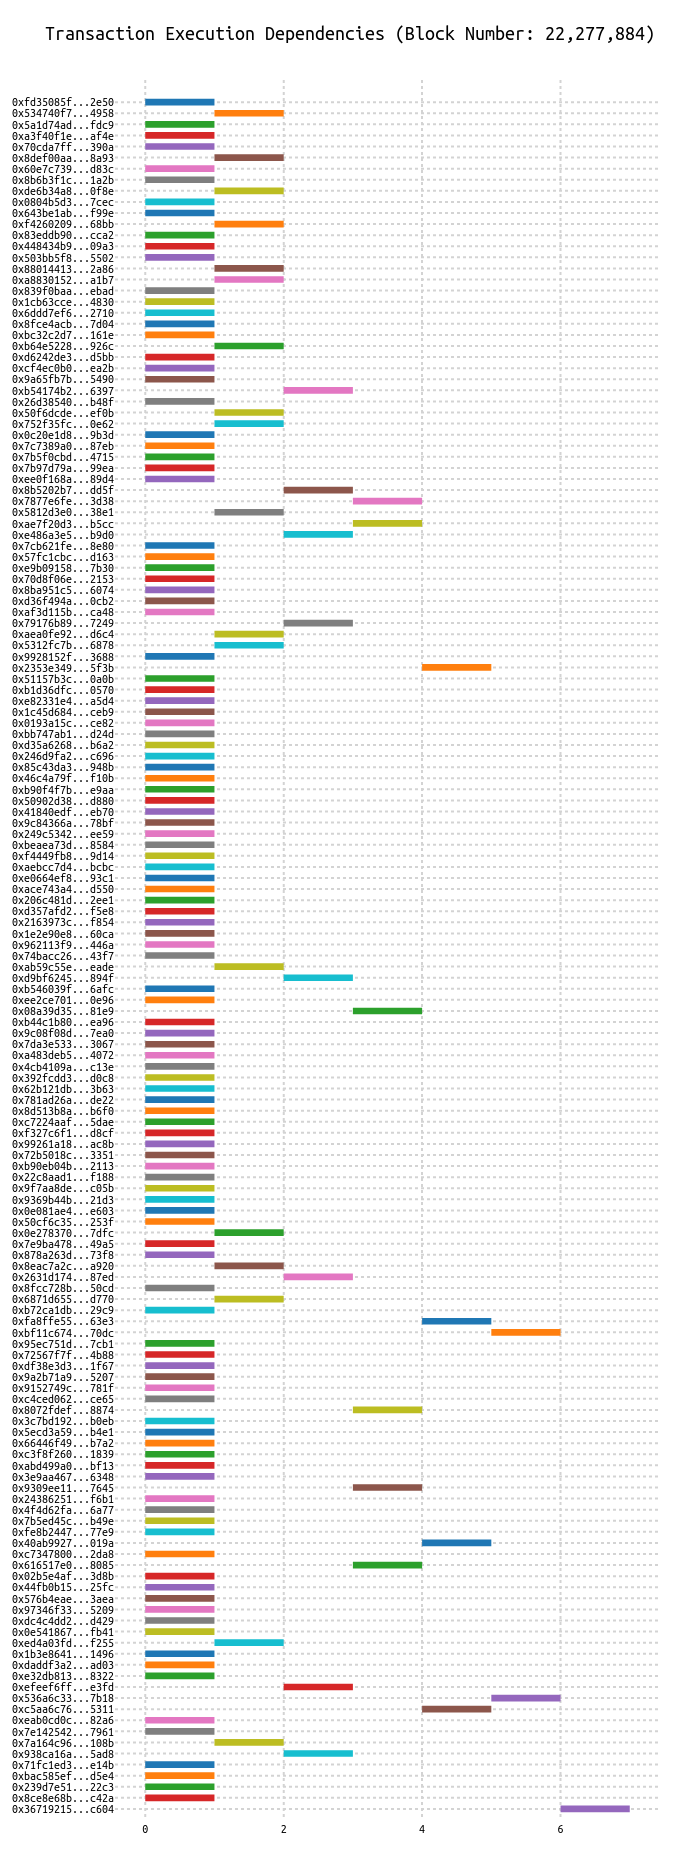 Transaction Execution Dependencies (Block Number: 22,277,884)
0xfd35085f...2e50
0x534740f7...4958
0x5a1d74ad...fdc9
0xa3f40f1e...af4e
0x70cda7ff...390a
0x8def00aa...8a93
0x60e7c739...d83c
0x8b6b3f1c...1a2b
0xde6b34a8...0f8e
0x0804b5d3...7cec
0x643be1ab...f99e
0xf4260209...68bb
0x83eddb90...cca2
0x448434b9...09a3
0x503bb5f8...5502
0x88014413...2a86
0xa8830152...a1b7
0x839f0baa...ebad
0x1cb63cce...4830
0x6ddd7ef6...2710
0x8fce4acb...7d04
0xbc32c2d7...161e
0xb64e5228...926c
0xd6242de3...d5bb
0xcf4ec0b0...ea2b
0x9a65fb7b...5490
0xb54174b2...6397
0x26d38540...b48f
0x50f6dcde...ef0b
0x752f35fc...0e62
0x0c20e1d8...9b3d
0x7c7389a0...87eb
0x7b5f0cbd...4715
0x7b97d79a...99ea
0xee0f168a...89d4
0x8b5202b7...dd5f
0x7877e6fe...3d38
0x5812d3e0...38e1
0xae7f20d3...b5cc
0xe486a3e5...b9d0
0x7cb621fe...8e80
0x57fc1cbc...d163
0xe9b09158...7b30
0x70d8f06e...2153
0x8ba951c5...6074
0xd36f494a...0cb2
0xaf3d115b...ca48
0x79176b89...7249
0xaea0fe92...d6c4
0x5312fc7b...6878
0x9928152f...3688
0x2353e349...5f3b
0x51157b3c...0a0b
0xb1d36dfc...0570
0xe82331e4...a5d4
0x1c45d684...ceb9
0x0193a15c...ce82
0xbb747ab1...d24d
0xd35a6268...b6a2
0x246d9fa2...c696
0x85c43da3...948b
0x46c4a79f...f10b
0xb90f4f7b...e9aa
0x50902d38...d880
0x41840edf...eb70
0x9c84366a...78bf
0x249c5342...ee59
0xbeaea73d...8584
0xf4449fb8...9d14
0xaebcc7d4...bcbc
0xe0664ef8...93c1
0xace743a4...d550
0x206c481d...2ee1
0xd357afd2...f5e8
0x2163973c...f854
0x1e2e90e8...60ca
0x962113f9...446a
0x74bacc26...43f7
0xab59c55e...eade
0xd9bf6245...894f
0xb546039f...6afc
0xee2ce701...0e96
0x08a39d35...81e9
0xb44c1b80...ea96
0x9c08f08d...7ea0
0x7da3e533...3067
0xa483deb5...4072
0x4cb4109a...c13e
0x392fcdd3...d0c8
0x62b121db...3b63
0x781ad26a...de22
0x8d513b8a...b6f0
0xc7224aaf...5dae
0xf327c6f1...d8cf
0x99261a18...ac8b
0x72b5018c...3351
0xb90eb04b...2113
0x22c8aad1...f188
0x9f7aa8de...c05b
0x9369b44b...21d3
0x0e081ae4...e603
0x50cf6c35...253f
0x0e278370...7dfc
0x7e9ba478...49a5
0x878a263d...73f8
0x8eac7a2c...a920
0x2631d174...87ed
0x8fcc728b...50cd
0x6871d655...d770
0xb72ca1db...29c9
0xfa8ffe55...63e3
0xbf11c674...70dc
0x95ec751d...7cb1
0x72567f7f...4b88
0xdf38e3d3...1f67
0x9a2b71a9...5207
0x9152749c...781f
0xc4ced062...ce65
0x8072fdef...8874
0x3c7bd192...b0eb
0x5ecd3a59...b4e1
0x66446f49...b7a2
0xc3f8f260...1839
0xabd499a0...bf13
0x3e9aa467...6348
0x9309ee11...7645
0x24386251...f6b1
0x4f4d62fa...6a77
0x7b5ed45c...b49e
0xfe8b2447...77e9
0x40ab9927...019a
0xc7347800...2da8
0x616517e0...8085
0x02b5e4af...3d8b
0x44fb0b15...25fc
0x576b4eae...3aea
0x97346f33...5209
0xdc4c4dd2...d429
0x0e541867...fb41
0xed4a03fd...f255
0x1b3e8641...1496
0xdaddf3a2...ad03
0xe32db813...8322
0xefeef6ff...e3fd
0x536a6c33...7b18
0xc5aa6c76...5311
0xeab0cd0c...82a6
0x7e142542...7961
0x7a164c96...108b
0x938ca16a...5ad8
0x71fc1ed3...e14b
0xbac585ef...d5e4
0x239d7e51...22c3
0x8ce8e68b...c42a
0x36719215...c604
0 2 4 6